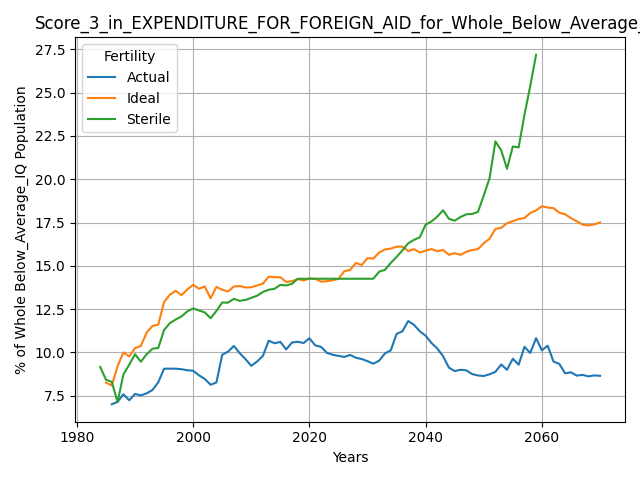 Score_3_in_EXPENDITURE_FOR_FOREIGN_AID_for_Whole_Below_Average_
Fertility
Actual
Ideal
Sterile
27.5
25.0
22.5
20.0
17.5
15.0
12.5
10.0
7.5
% of Whole Below_Average_IQ Population
1980 2000 2020 2040 2060
Years